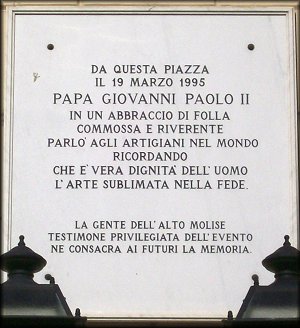 DA QUESTA PIAZZA
IL 19 MARZO 1995
PAPA GIOVANNI PAOLO II
IN UN ABBRACCIO DI FOLLA
COMMOSSA E RIVERENTE
PARLO' AGLI ARTIGIANI NEL MONDO
RICORDANDO
CHE E' VERA DIGNITA' DELL'UOMO
L'ARTE SUBLIMATA NELLA FEDE.
LA GENTE DELL'ALTO MOLISE
TESTIMONE PRIVILEGIATA DELL'EVENTO
NE CONSACRA AI FUTURI LA MEMORIA.